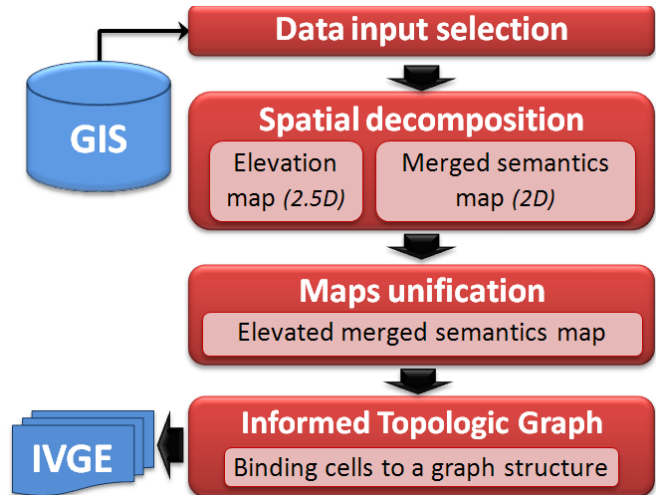 Data input selection
GIS
Spatial decomposition
Elevation
map (2.5D)
Merged semantics
map (2D)
Maps unification
Elevated merged semantics map
Informed Topologic Graph
IVGE
Binding cells to a graph structure